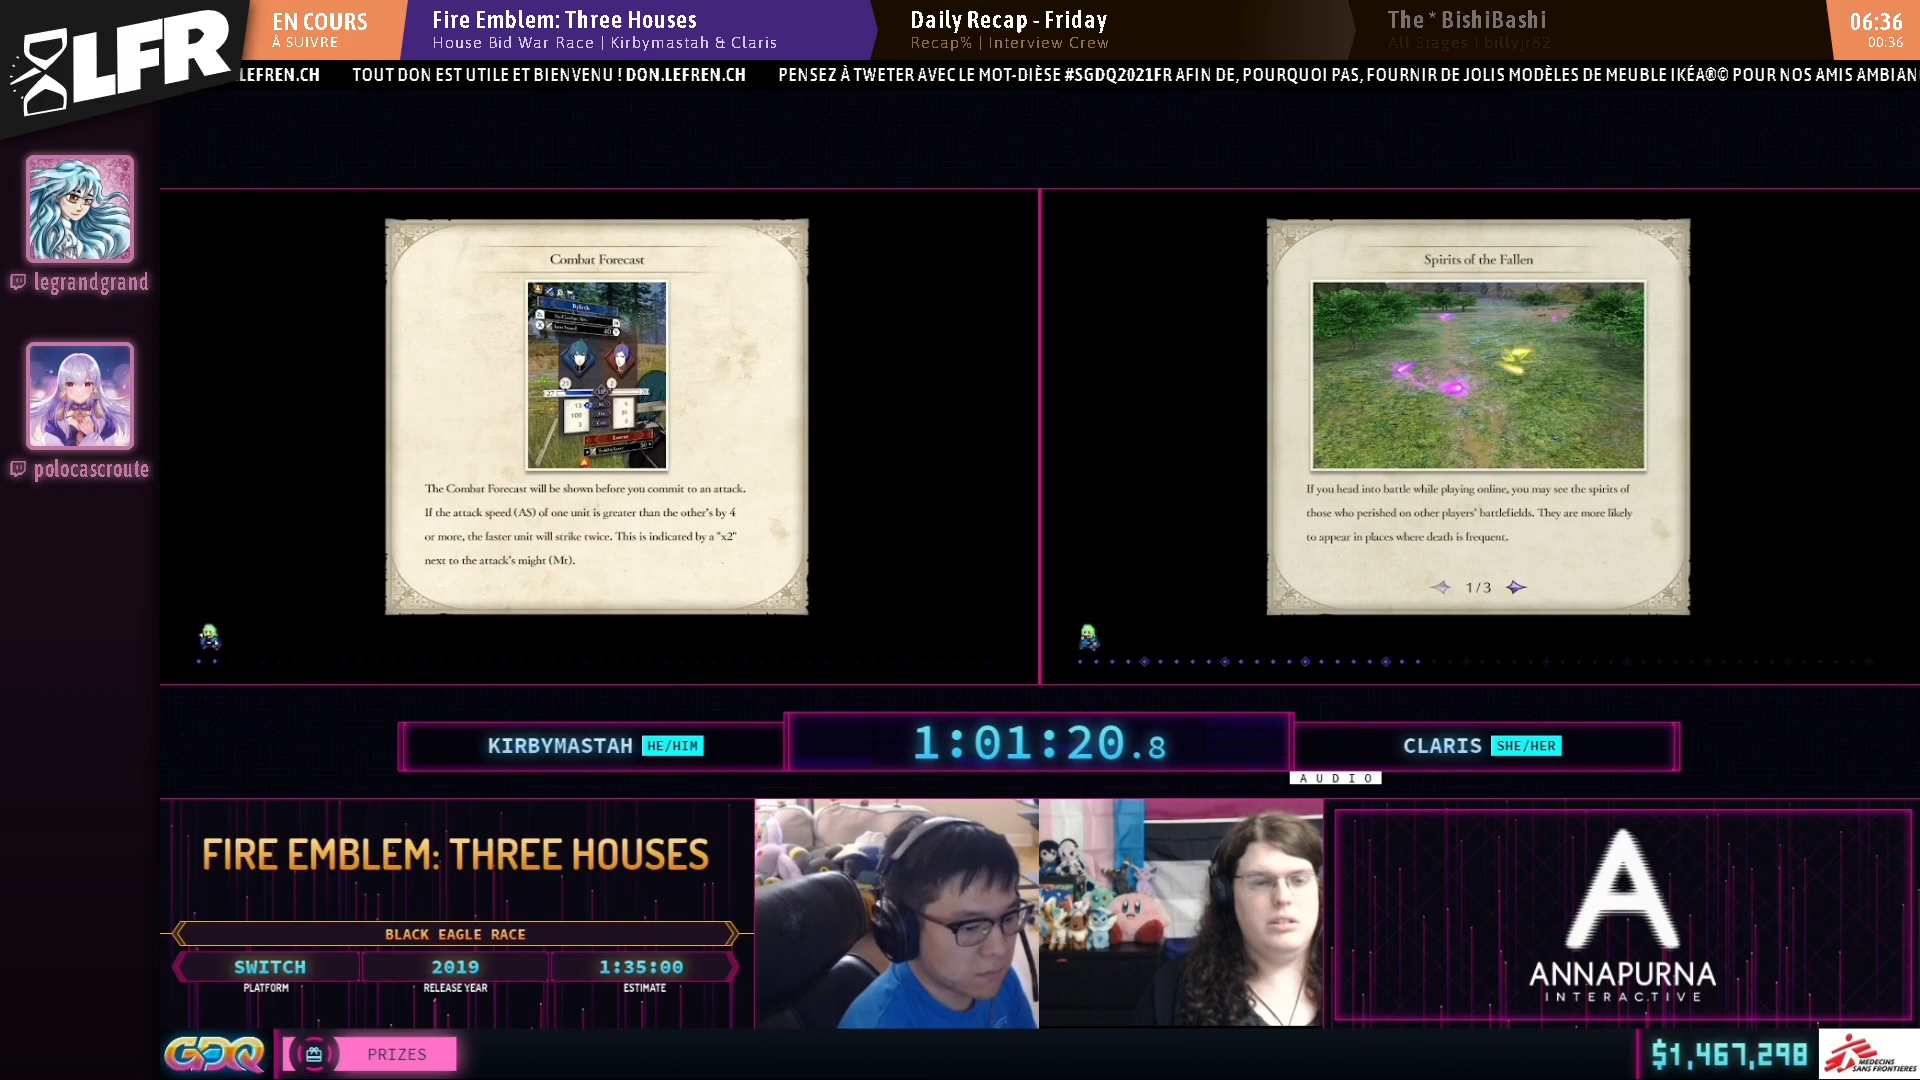 LFR
EN COURS
À SUIVRE
Fire Emblem: Three Houses
House Bid War Race | Kirbymastah & Claris
Daily Recap - Friday
Recap% | Interview Crew
The * BishiBashi
All Stages | billyjr82
06:36
00:36
LEFREN.CH TOUT DON EST UTILE ET BIENVENU ! DON.LEFREN.CH PENSEZ À TWETER AVEC LE MOT-DIÈSE #SGDQ2021FR AFIN DE, POURQUOI PAS, FOURNIR DE JOLIS MODÈLES DE MEUBLE IKÉA®© POUR NOS AMIS AMBIAN
legrandgrand
polocascroute
Combat Forecast
The Combat Forecast will be shown before you commit to an attack.
If the attack speed (AS) of one unit is greater than the other's by 4
or more, the faster unit will strike twice. This is indicated by a "x2"
next to the attack's might (Mt).
Spirits of the Fallen
If you head into battle while playing online, you may see the spirits of
those who perished on other players' battlefields. They are more likely
to appear in places where death is frequent.
1/3
KIRBYMASTAH HE/HIM
1:01:20.8
CLARIS SHE/HER
AUDIO
FIRE EMBLEM: THREE HOUSES
BLACK EAGLE RACE
SWITCH
PLATFORM
2019
RELEASE YEAR
1:35:00
ESTIMATE
A
ANNAPURNA
INTERACTIVE
GDQ
PRIZES
$1,467,298
MEDECINS
SANS FRONTIERES